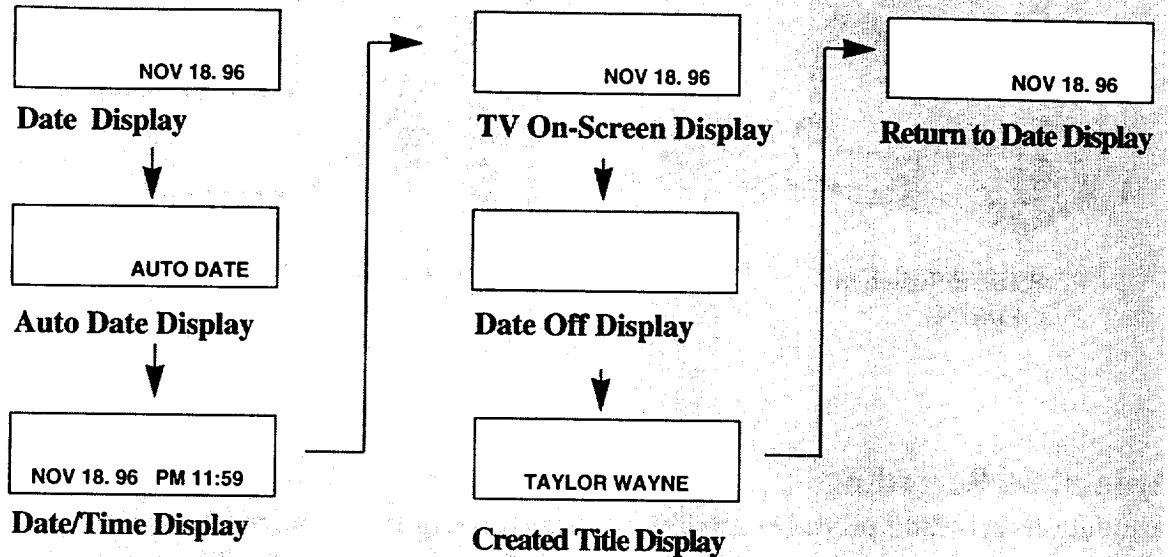 NOV 18. 96
Date Display
AUTO DATE
Auto Date Display
NOV 18. 96 PM 11:59
Date/Time Display
NOV 18. 96
TV On-Screen Display
Date Off Display
TAYLOR WAYNE
Created Title Display
NOV 18. 96
Return to Date Display